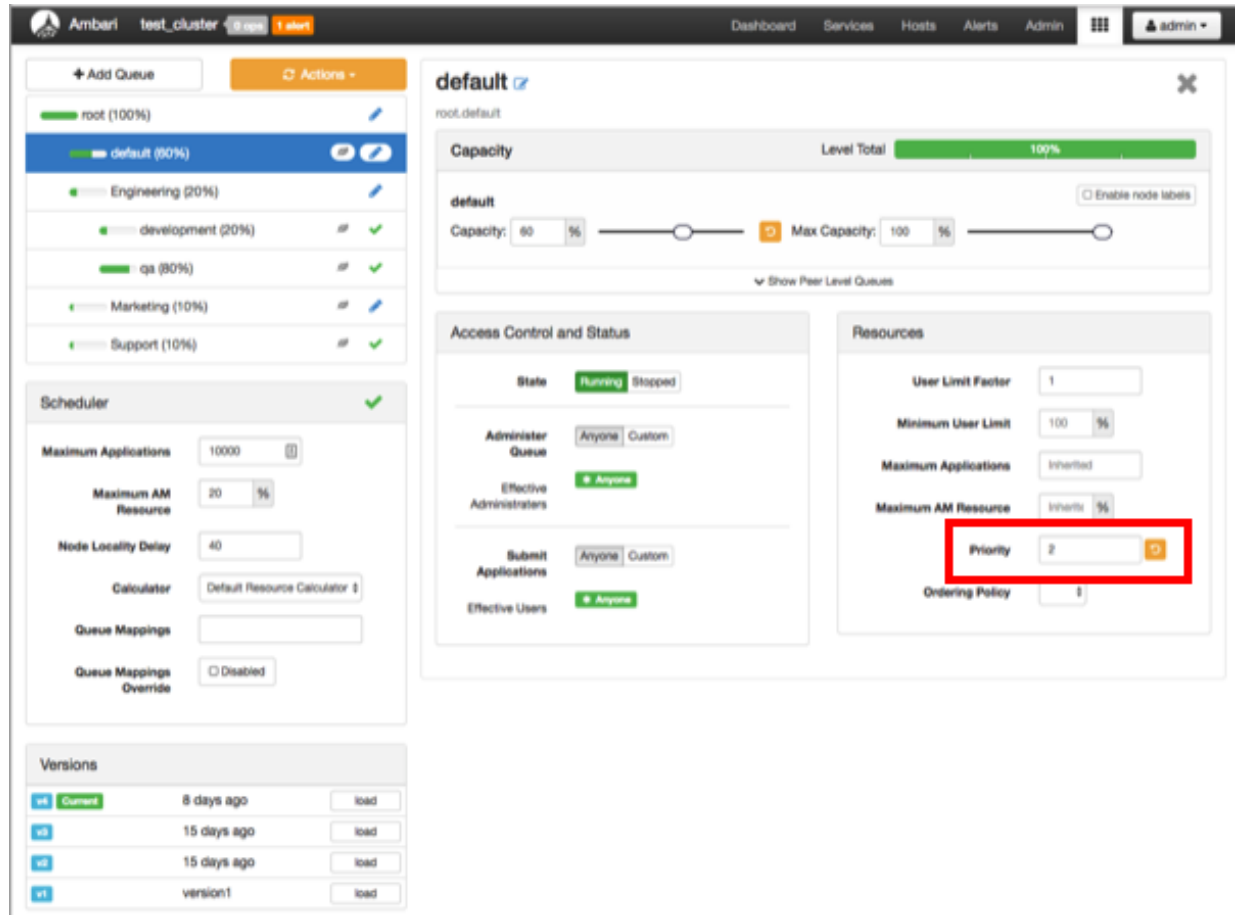 Ambari test_cluster 0 ops 1 alert Dashboard Services Hosts Alerts Admin admin
+ Add Queue Actions
root (100%)
default (60%)
Engineering (20%)
development (20%)
qa (80%)
Marketing (10%)
Support (10%)
Scheduler
Maximum Applications 10000
Maximum AM
Resource 20 %
Node Locality Delay 40
Calculator Default Resource Calculator
Queue Mappings
Queue Mappings
Override Disabled
Versions
v4 Current 8 days ago load
v3 15 days ago load
v2 15 days ago load
v1 version1 load
default
root.default
Capacity Level Total 100%
default Enable node labels
Capacity: 60 % Max Capacity: 100 %
Show Peer Level Queues
Access Control and Status
State Running Stopped
Administer
Queue Anyone Custom
Effective
Administraters + Anyone
Submit
Applications Anyone Custom
Effective Users + Anyone
Resources
User Limit Factor 1
Minimum User Limit 100 %
Maximum Applications Inherited
Maximum AM Resource Inherite %
Priority 2
Ordering Policy